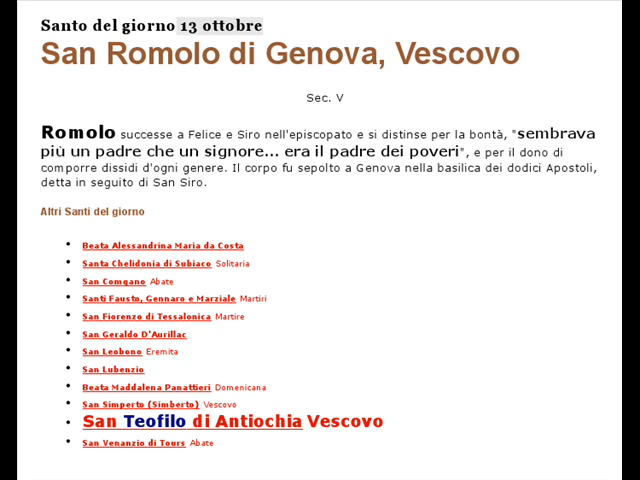 Santo del giorno 13 ottobre
San Romolo di Genova, Vescovo
Sec. V
Romolo successe a Felice e Siro nell'episcopato e si distinse per la bontà, "sembrava
più un padre che un signore... era il padre dei poveri", e per il dono di
comporre dissidi d'ogni genere. Il corpo fu sepolto a Genova nella basilica dei dodici Apostoli,
detta in seguito di San Siro.
Altri Santi del giorno
Beata Alessandrina Maria da Costa
Santa Chelidonia di Subiaco Solitaria
San Comgano Abate
Santi Fausto, Gennaro e Marziale Martiri
San Fiorenzo di Tessalonica Martire
San Geraldo D'Aurillac
San Leobono Eremita
San Lubenzio
Beata Maddalena Panattieri Domenicana
San Simperto (Simberto) Vescovo
San Teofilo di Antiochia Vescovo
San Venanzio di Tours Abate